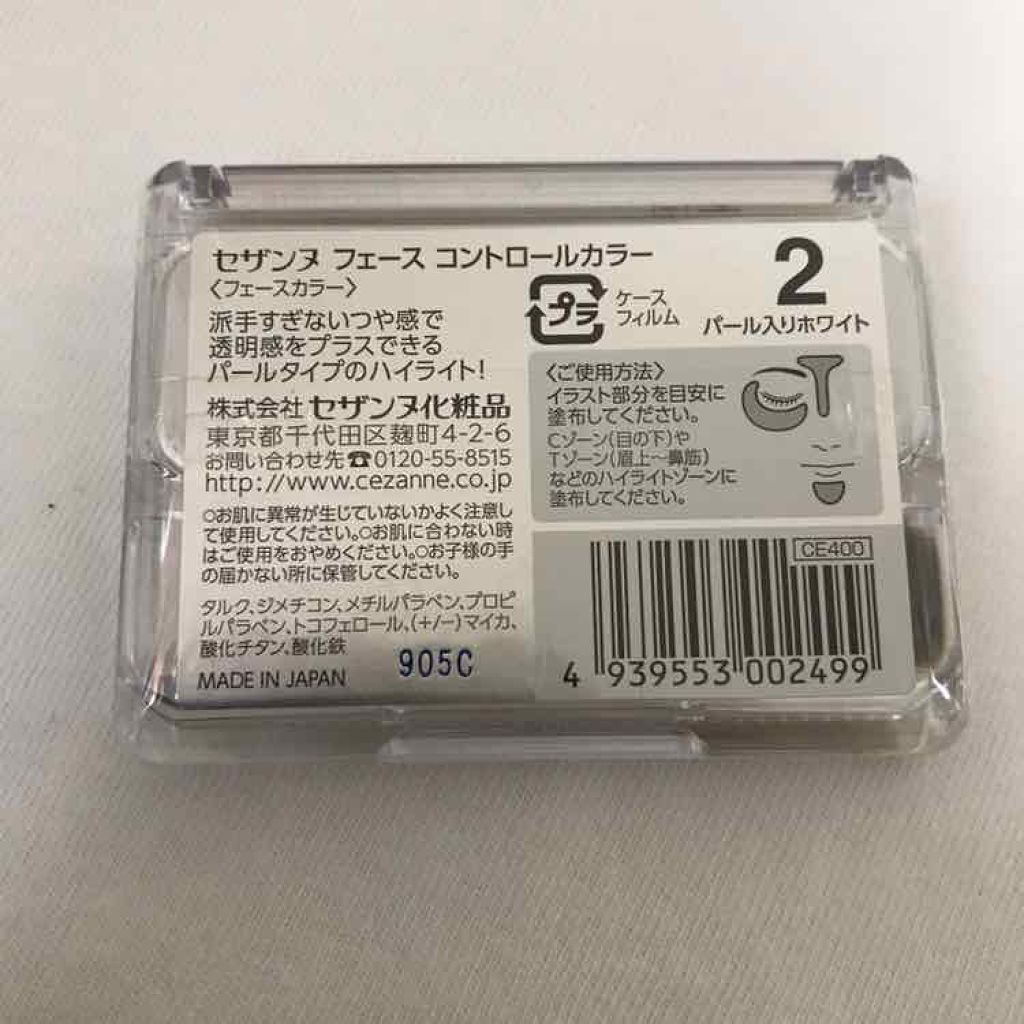 セザンヌ フェース コントロールカラー
〈フェースカラー〉
派手すぎないつや感で
透明感をプラスできる
パールタイプのハイライト!
株式会社 セザンヌ化粧品
東京都千代田区麹町4-2-6
お問い合わせ先☎0120-55-8515
http://www.cezanne.co.jp
○お肌に異常が生じていないかよく注意し
て使用してください。○お肌に合わない時
はご使用をおやめください。○お子様の手
の届かない所に保管してください。
タルク、ジメチコン、メチルパラベン、プロピ
ルパラベン、トコフェロール、(+/−)マイカ、
酸化チタン、酸化鉄
MADE IN JAPAN
905C
プラ
ケース
フィルム
2
パール入りホワイト
〈ご使用方法〉
イラスト部分を目安に
塗布してください。
Cゾーン(目の下)や
Tゾーン(眉上〜鼻筋)
などのハイライトゾーンに
塗布してください。
CE400
4 939553 002499